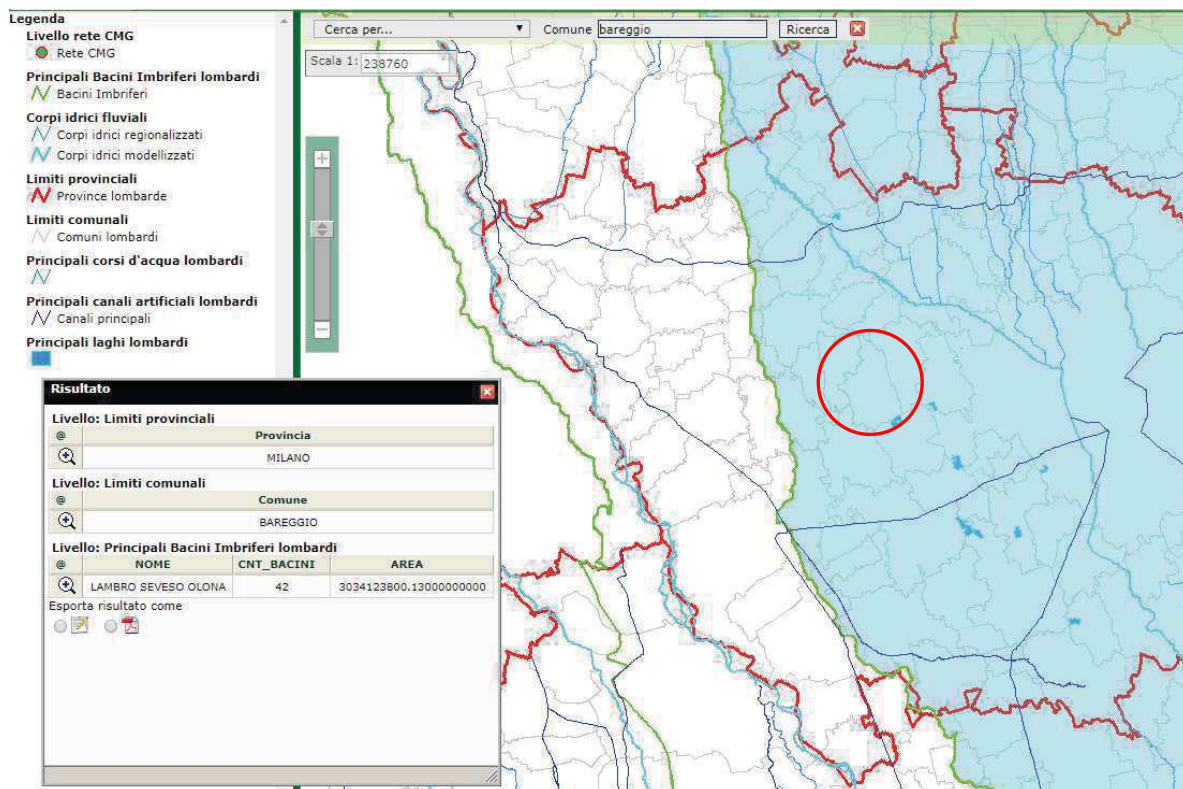 Legenda
Livello rete CMG
Rete CMG
Principali Bacini Imbriferi lombardi
Bacini Imbriferi
Corpi idrici fluviali
Corpi idrici regionalizzati
Corpi idrici modellizzati
Limiti provinciali
Province lombarde
Limiti comunali
Comuni lombardi
Principali corsi d'acqua lombardi
Principali canali artificiali lombardi
Canali principali
Principali laghi lombardi
Cerca per... Comune bareggio Ricerca
Scala 1: 238760
Risultato
Livello: Limiti provinciali
@ Provincia
MILANO
Livello: Limiti comunali
@ Comune
BAREGGIO
Livello: Principali Bacini Imbriferi lombardi
@ NOME CNT_BACINI AREA
LAMBRO SEVESO OLONA 42 3034123800.13000000000
Esporta risultato come